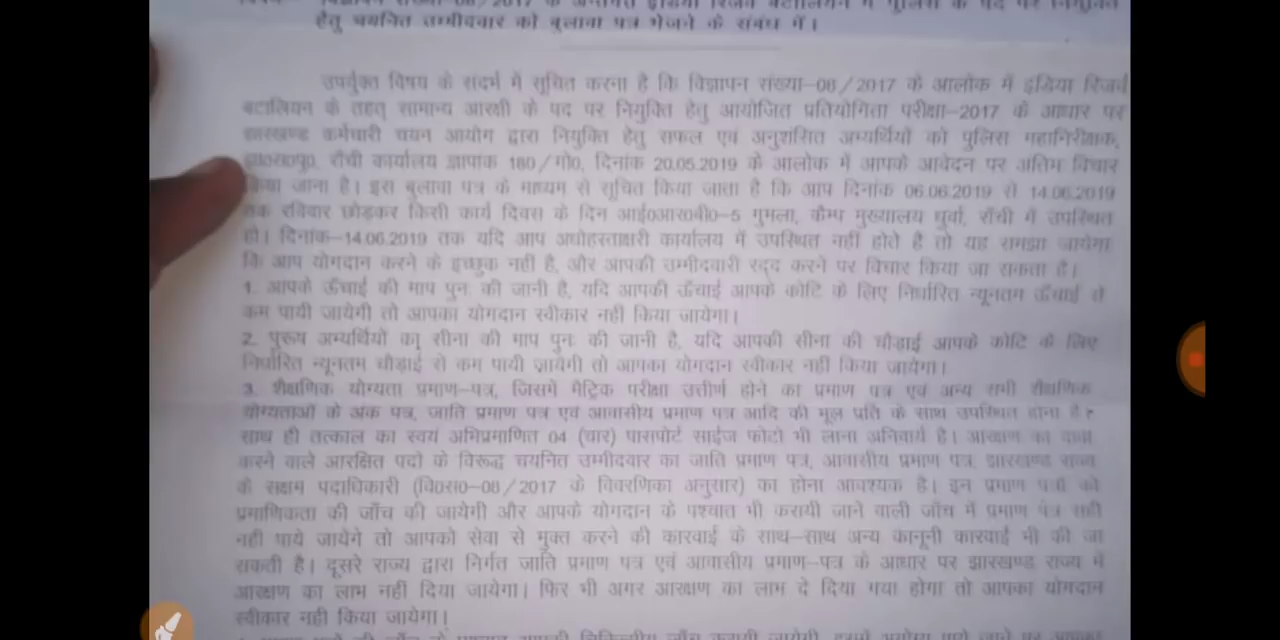 हेतु चयनित उम्मीदवार को बुलावा पत्र भेजने के संबंध में।
उपर्युक्त विषय के संदर्भ में सूचित करना है कि विज्ञापन संख्या-08/2017 के आलोक में इंडिया रिजर्व
बटालियन के तहत् सामान्य आरक्षी के पद पर नियुक्ति हेतु आयोजित प्रतियोगिता परीक्षा-2017 के आधार पर
झारखण्ड कर्मचारी चयन आयोग द्वारा नियुक्ति हेतु सफल एवं अनुशंसित अभ्यर्थियों को पुलिस महानिरीक्षक,
राँची कार्यालय ज्ञापांक 180/गो0, दिनांक 20.05.2019 के आलोक में आपके आवेदन पर अंतिम विचार
किया जाना है। इस बुलावा पत्र के माध्यम से सूचित किया जाता है कि आप दिनांक 06.06.2019 से 14.06.2019
तक रविवार छोड़कर किसी कार्य दिवस के दिन आई0आर0बी0-5 गुमला, कैम्प मुख्यालय धुर्वा, राँची में उपस्थित
हों। दिनांक-14.06.2019 तक यदि आप अधोहस्ताक्षरी कार्यालय में उपस्थित नहीं होते है तो यह समझा जायेगा
कि आप योगदान करने के इच्छुक नहीं है, और आपकी उम्मीदवारी रद्द करने पर विचार किया जा सकता है।
1. आपके ऊँचाई की माप पुनः की जानी है, यदि आपकी ऊँचाई आपके कोटि के लिए निर्धारित न्यूनतम ऊँचाई से
कम पायी जायेगी तो आपका योगदान स्वीकार नहीं किया जायेगा।
2. पुरूष अभ्यर्थियों का सीना की माप पुनः की जानी है, यदि आपकी सीना की चौड़ाई आपके कोटि के लिए
निर्धारित न्यूनतम चौड़ाई से कम पायी जायेगी तो आपका योगदान स्वीकार नहीं किया जायेगा।
3. शैक्षणिक योग्यता प्रमाण-पत्र, जिसमें मैट्रिक परीक्षा उत्तीर्ण होने का प्रमाण पत्र एवं अन्य सभी शैक्षणिक
योग्यताओं के अंक पत्र, जाति प्रमाण पत्र एवं आवासीय प्रमाण पत्र आदि की मूल प्रति के साथ उपस्थित होना है।
साथ ही तत्काल का स्वयं अभिप्रमाणित 04 (चार) पासपोर्ट साईज फोटो भी लाना अनिवार्य है। आरक्षण का दावा
करने वाले आरक्षित पदों के विरूद्ध चयनित उम्मीदवार का जाति प्रमाण पत्र, आवासीय प्रमाण पत्र, झारखण्ड राज्य
के सक्षम पदाधिकारी (वि0सं0-08/2017 के विवरणिका अनुसार) का होना आवश्यक है। इन प्रमाण पत्रों की
प्रमाणिकता की जाँच की जायेगी और आपके योगदान के पश्चात भी करायी जाने वाली जाँच में प्रमाण पत्र सही
नहीं पाये जायेंगे तो आपको सेवा से मुक्त करने की कारवाई के साथ-साथ अन्य कानूनी कारवाई भी की जा
सकती है। दूसरे राज्य द्वारा निर्गत जाति प्रमाण पत्र एवं आवासीय प्रमाण-पत्र के आधार पर झारखण्ड राज्य में
आरक्षण का लाभ नहीं दिया जायेगा। फिर भी अगर आरक्षण का लाभ दे दिया गया होगा तो आपका योगदान
स्वीकार नही किया जायेगा।